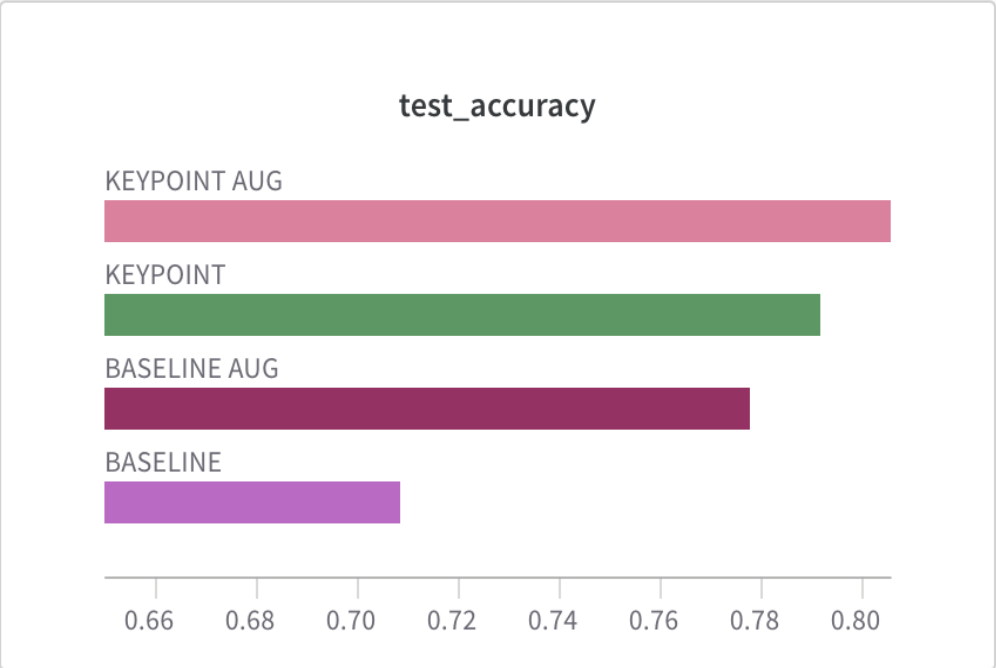 test_accuracy
KEYPOINT AUG
KEYPOINT
BASELINE AUG
BASELINE
0.66 0.68 0.70 0.72 0.74 0.76 0.78 0.80